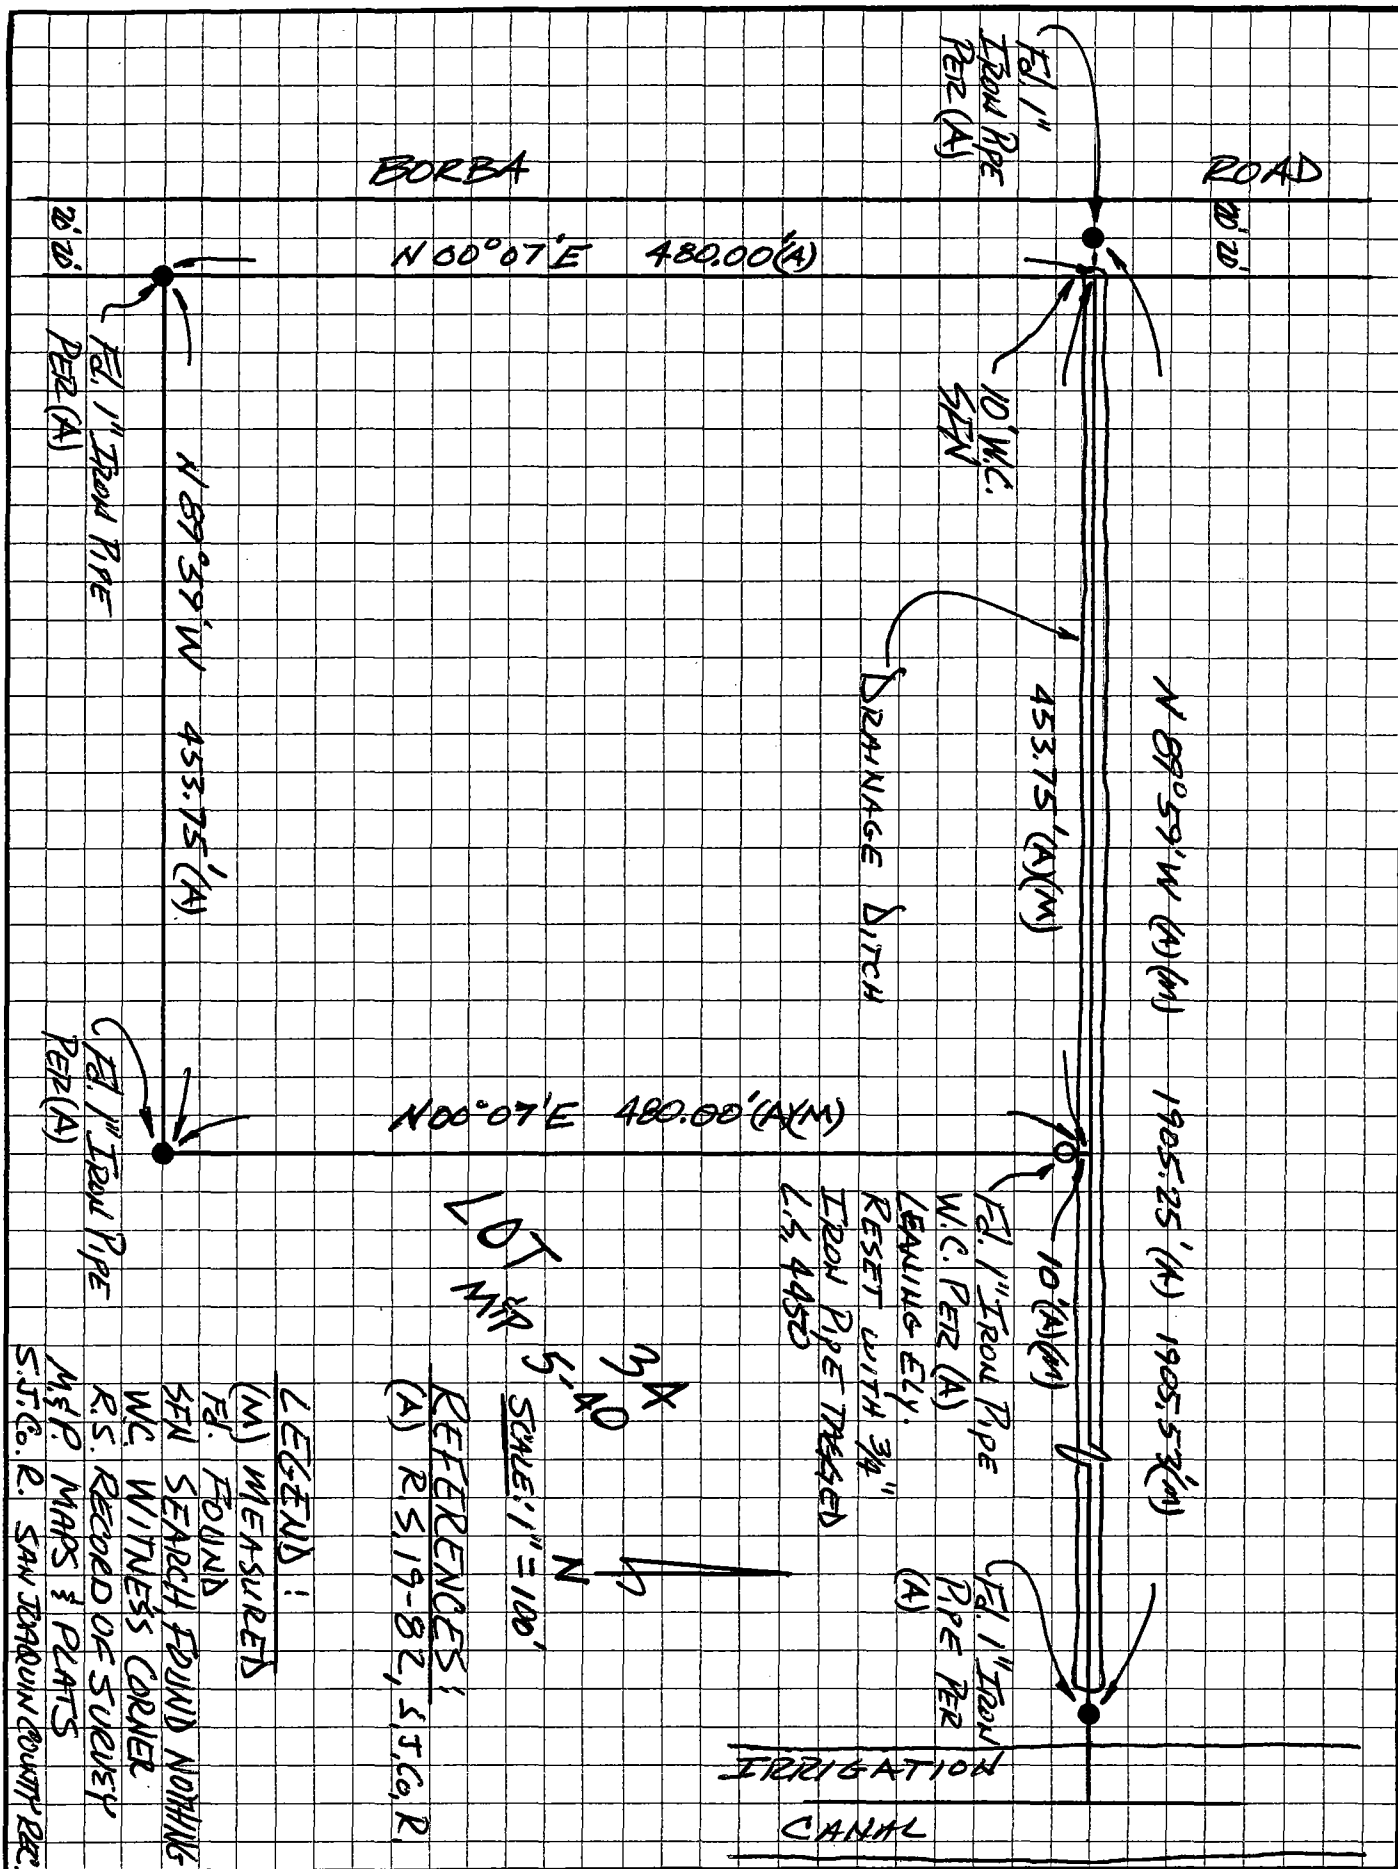 BORBA
ROAD
Fd. 1"
IRON PIPE
PER (A)
20' 20'
20' 20'
N 00°07'E 480.00'(A)
Fd. 1" IRON PIPE
PER (A)
10' W.C.
SFN
N 89°59'W 453.75'(A)
DRAINAGE DITCH
453.75'(A)(M)
N 89°59'W (A)(M) 1905.25'(A) 1905.53'(M)
N 00°07'E 480.00'(A)(M)
Fd. 1" IRON PIPE
PER (A)
10'(A)(M)
Fd. 1" IRON PIPE
W.C. PER (A)
LEANING ELY.
RESET WITH 3/4"
IRON PIPE TAGGED
L.S. 4450
Fd. 1" IRON
PIPE PER
(A)
LOT 3A
M&P 5-40
SCALE: 1" = 100'
N
REFERENCES:
(A) R.S. 19-82, S.J.Co.R.
LEGEND:
(M) MEASURED
Fd. FOUND
SFN SEARCH FOUND NOTHING
W.C. WITNESS CORNER
R.S. RECORD OF SURVEY
M.&P. MAPS & PLATS
S.J.Co.R. SAN JOAQUIN COUNTY REC.
IRRIGATION
CANAL